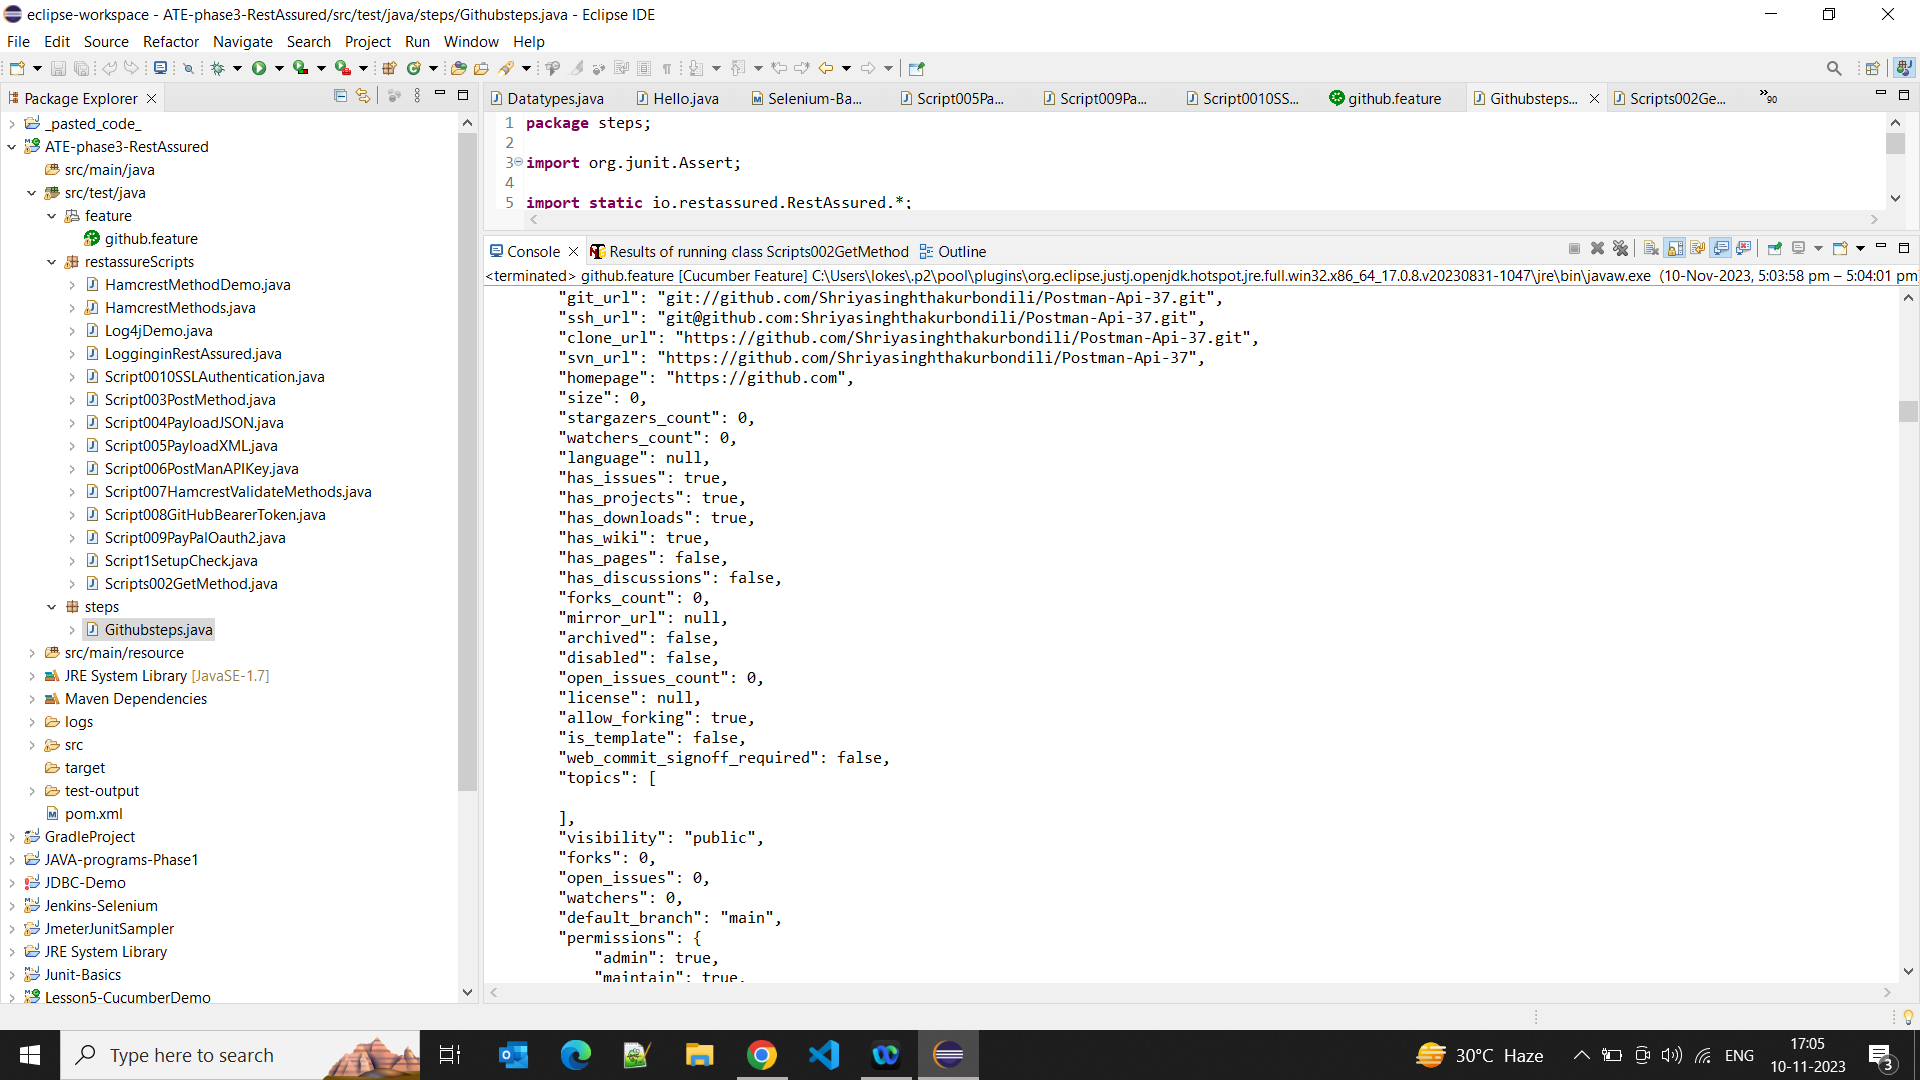 eclipse-workspace - ATE-phase3-RestAssured/src/test/java/steps/Githubsteps.java - Eclipse IDE
File Edit Source Refactor Navigate Search Project Run Window Help
Package Explorer
_pasted_code_
ATE-phase3-RestAssured
src/main/java
src/test/java
feature
github.feature
restassureScripts
HamcrestMethodDemo.java
HamcrestMethods.java
Log4jDemo.java
LogginginRestAssured.java
Script0010SSLAuthentication.java
Script003PostMethod.java
Script004PayloadJSON.java
Script005PayloadXML.java
Script006PostManAPIKey.java
Script007HamcrestValidateMethods.java
Script008GitHubBearerToken.java
Script009PayPalOauth2.java
Script1SetupCheck.java
Scripts002GetMethod.java
steps
Githubsteps.java
src/main/resource
JRE System Library [JavaSE-1.7]
Maven Dependencies
logs
src
target
test-output
pom.xml
GradleProject
JAVA-programs-Phase1
JDBC-Demo
Jenkins-Selenium
JmeterJunitSampler
JRE System Library
Junit-Basics
Lesson5-CucumberDemo
Datatypes.java Hello.java Selenium-Ba... Script005Pa... Script009Pa... Script0010SS... github.feature Githubsteps... Scripts002Ge... 90
1 package steps;
2
3 import org.junit.Assert;
4
5 import static io.restassured.RestAssured.*;
Console Results of running class Scripts002GetMethod Outline
<terminated> github.feature [Cucumber Feature] C:\Users\lokes\.p2\pool\plugins\org.eclipse.justj.openjdk.hotspot.jre.full.win32.x86_64_17.0.8.v20230831-1047\jre\bin\javaw.exe (10-Nov-2023, 5:03:58 pm – 5:04:01 pm
"git_url": "git://github.com/Shriyasinghthakurbondili/Postman-Api-37.git",
"ssh_url": "git@github.com:Shriyasinghthakurbondili/Postman-Api-37.git",
"clone_url": "https://github.com/Shriyasinghthakurbondili/Postman-Api-37.git",
"svn_url": "https://github.com/Shriyasinghthakurbondili/Postman-Api-37",
"homepage": "https://github.com",
"size": 0,
"stargazers_count": 0,
"watchers_count": 0,
"language": null,
"has_issues": true,
"has_projects": true,
"has_downloads": true,
"has_wiki": true,
"has_pages": false,
"has_discussions": false,
"forks_count": 0,
"mirror_url": null,
"archived": false,
"disabled": false,
"open_issues_count": 0,
"license": null,
"allow_forking": true,
"is_template": false,
"web_commit_signoff_required": false,
"topics": [
],
"visibility": "public",
"forks": 0,
"open_issues": 0,
"watchers": 0,
"default_branch": "main",
"permissions": {
"admin": true,
"maintain": true,
Type here to search
30°C Haze
ENG
17:05
10-11-2023
3